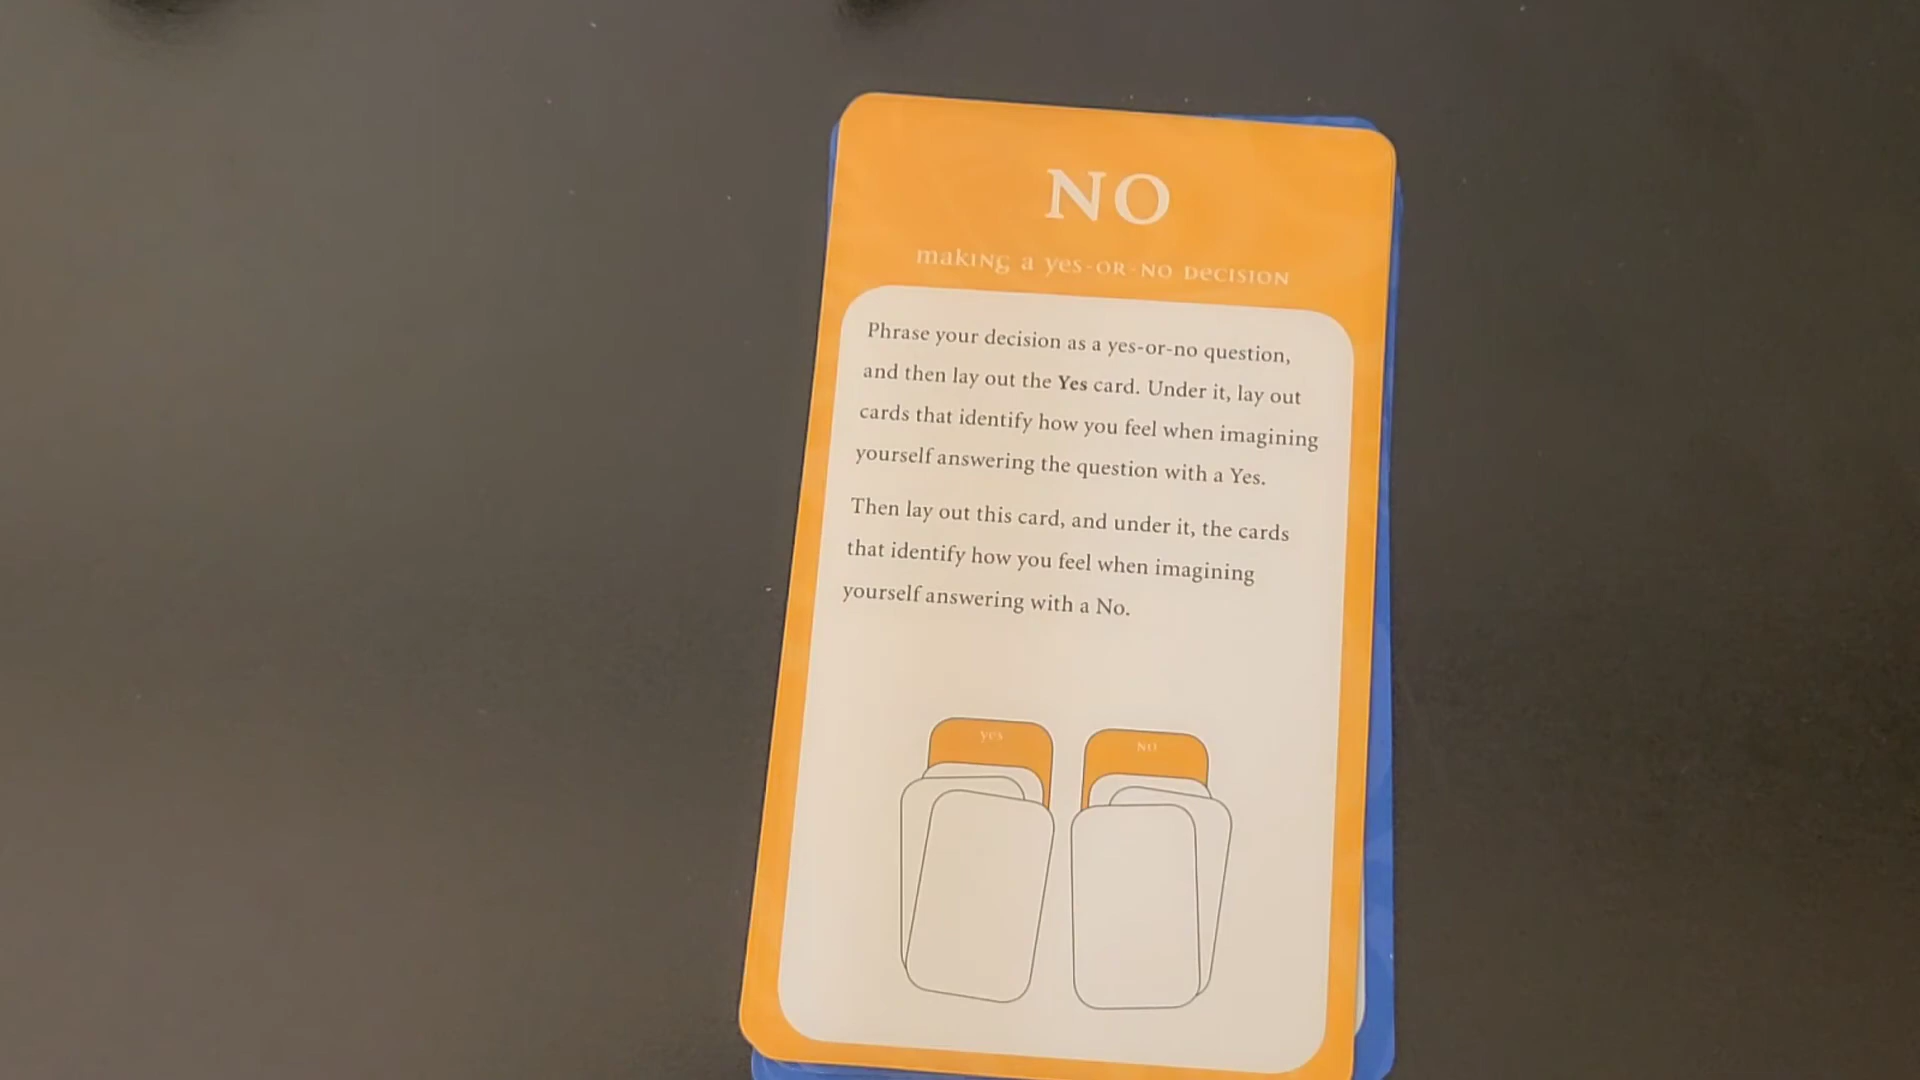 NO
making a yes-or-no decision
Phrase your decision as a yes-or-no question,
and then lay out the Yes card. Under it, lay out
cards that identify how you feel when imagining
yourself answering the question with a Yes.
Then lay out this card, and under it, the cards
that identify how you feel when imagining
yourself answering with a No.
yes
NO